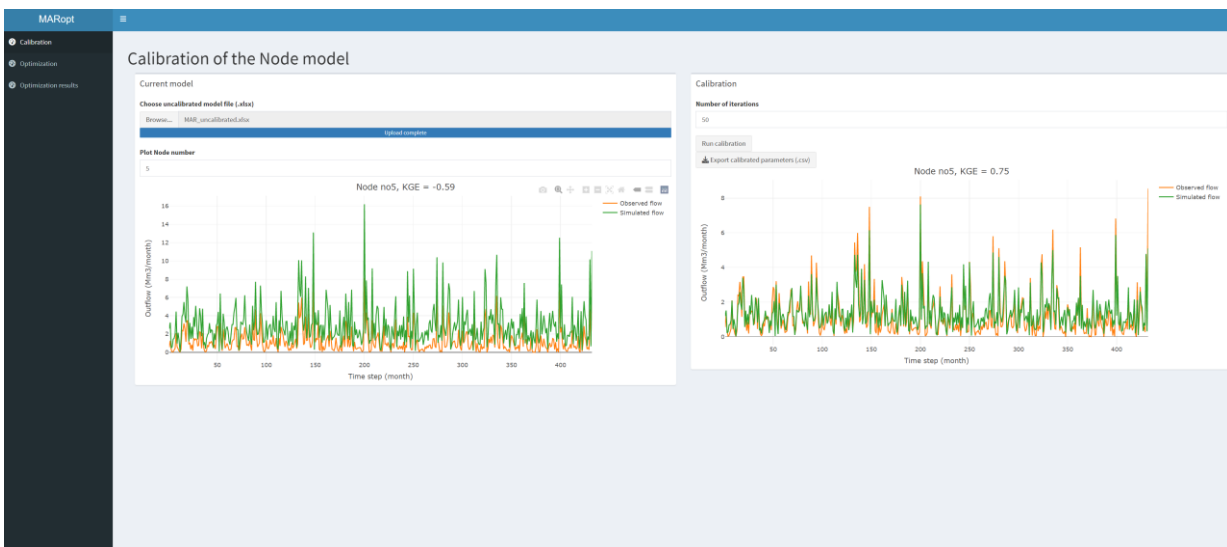 MARopt
Calibration
Optimization
Optimization results
Calibration of the Node model
Current model
Choose uncalibrated model file (.xlsx)
Browse... MAR_uncalibrated.xlsx
Upload complete
Plot Node number
5
Node no5, KGE = -0.59
Observed flow
Simulated flow
Outflow (Mm3/month)
16
14
12
10
8
6
4
2
0
50 100 150 200 250 300 350 400
Time step (month)
Calibration
Number of iterations
50
Run calibration
Export calibrated parameters (.csv)
Node no5, KGE = 0.75
Observed flow
Simulated flow
Outflow (Mm3/month)
8
6
4
2
0
50 100 150 200 250 300 350 400
Time step (month)